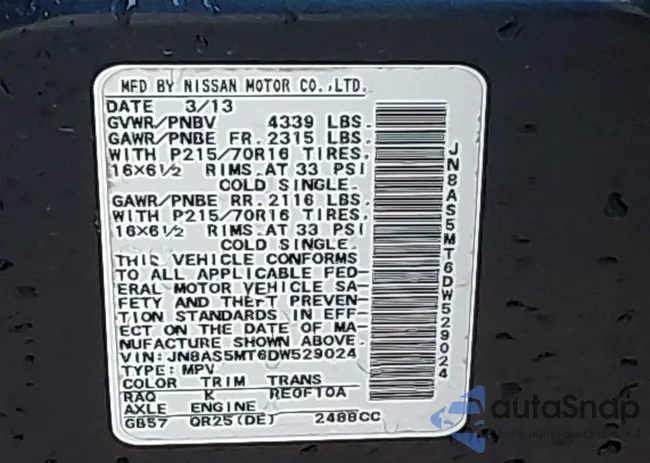 MFD BY NISSAN MOTOR CO.,LTD.
DATE 3/13
GVWR/PNBV 4339 LBS.
GAWR/PNBE FR. 2315 LBS.
WITH P215/70R16 TIRES.
16×6½ RIMS.AT 33 PSI
COLD SINGLE.
GAWR/PNBE RR. 2116 LBS.
WITH P215/70R16 TIRES.
16×6½ RIMS.AT 33 PSI
COLD SINGLE.
THIS VEHICLE CONFORMS
TO ALL APPLICABLE FED-
ERAL MOTOR VEHICLE SA-
FETY AND THEFT PREVEN-
TION STANDARDS IN EFF-
ECT ON THE DATE OF MA-
NUFACTURE SHOWN ABOVE.
VIN: JN8AS5MT6DW529024
TYPE: MPV
COLOR TRIM TRANS
RAQ K RE0F10A
AXLE ENGINE
GB57 QR25(DE) 2488CC
JN8AS5MT6DW529024
autoSnap